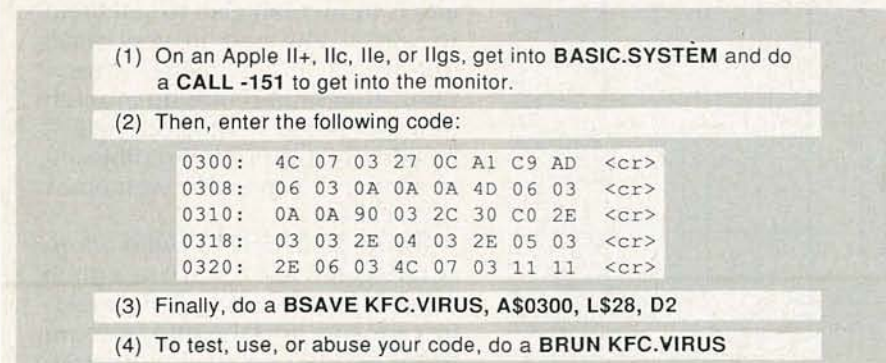 (1) On an Apple II+, IIc, IIe, or IIgs, get into BASIC.SYSTEM and do
a CALL -151 to get into the monitor.
(2) Then, enter the following code:
0300: 4C 07 03 27 0C A1 C9 AD <cr>
0308: 06 03 0A 0A 0A 4D 06 03 <cr>
0310: 0A 0A 90 03 2C 30 C0 2E <cr>
0318: 03 03 2E 04 03 2E 05 03 <cr>
0320: 2E 06 03 4C 07 03 11 11 <cr>
(3) Finally, do a BSAVE KFC.VIRUS, A$0300, L$28, D2
(4) To test, use, or abuse your code, do a BRUN KFC.VIRUS